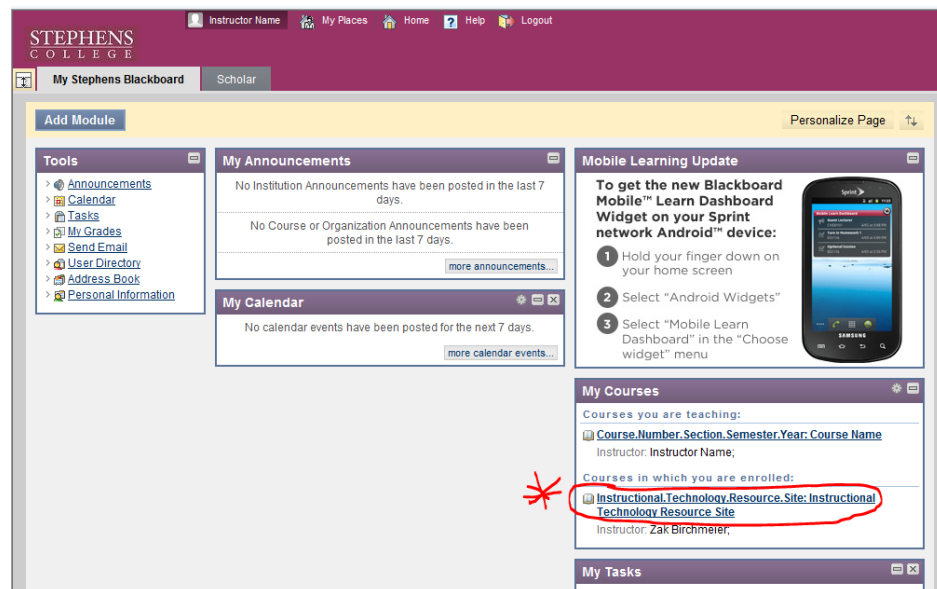 Instructor Name My Places Home ? Help Logout
STEPHENS
COLLEGE
My Stephens Blackboard Scholar
Add Module Personalize Page
Tools
Announcements
Calendar
Tasks
My Grades
Send Email
User Directory
Address Book
Personal Information
My Announcements
No Institution Announcements have been posted in the last 7
days.
No Course or Organization Announcements have been
posted in the last 7 days.
more announcements...
My Calendar
No calendar events have been posted for the next 7 days.
more calendar events...
Mobile Learning Update
To get the new Blackboard
Mobile™ Learn Dashboard
Widget on your Sprint
network Android™ device:
1 Hold your finger down on
your home screen
2 Select “Android Widgets”
3 Select “Mobile Learn
Dashboard” in the “Choose
widget” menu
Sprint
Mobile Learn Dashboard
SAMSUNG
My Courses
Courses you are teaching:
Course.Number.Section.Semester.Year: Course Name
Instructor: Instructor Name;
Courses in which you are enrolled:
Instructional.Technology.Resource.Site: Instructional
Technology Resource Site
Instructor: Zak Birchmeier;
My Tasks